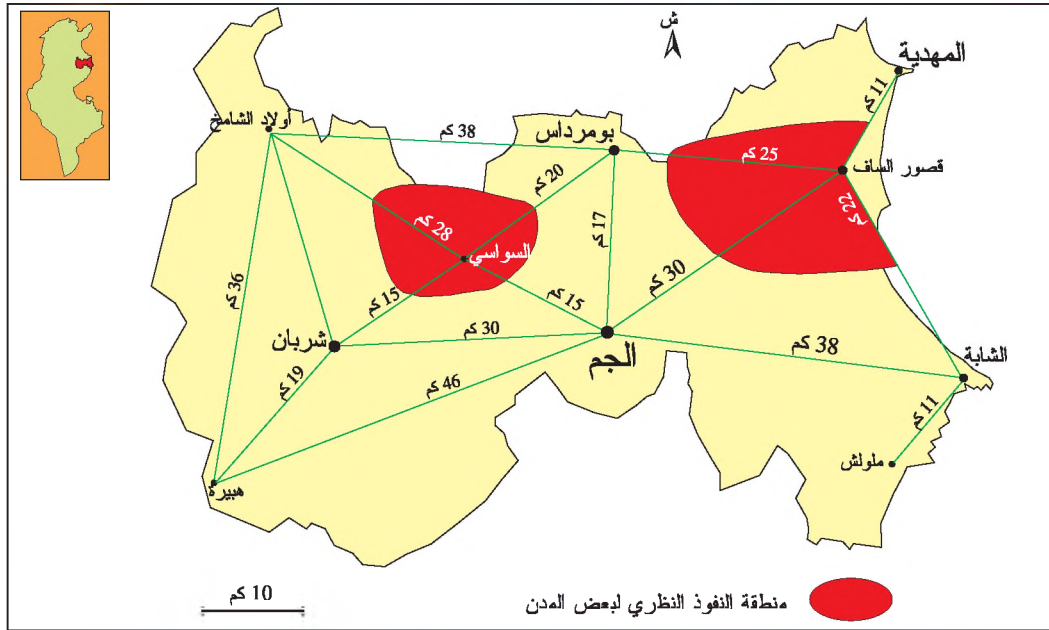 ش
المهدية
11 كم
أولاد الشامخ
38 كم
بومرداس
25 كم
قصور الساف
20 كم
22 كم
17 كم
28 كم
السواسي
30 كم
36 كم
15 كم
15 كم
شربان
30 كم
الجم
38 كم
الشابة
19 كم
46 كم
11 كم
ملولش
هبيرة
10 كم
منطقة النفوذ النظري لبعض المدن